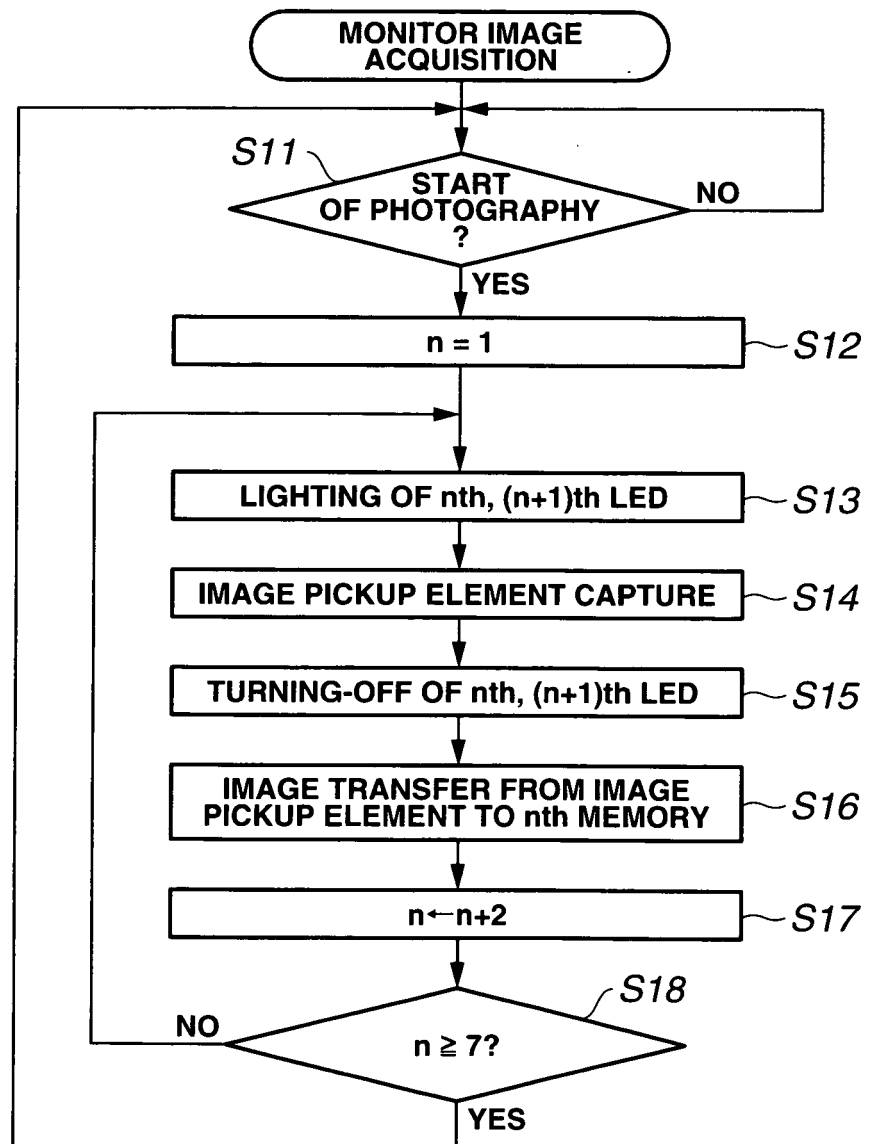 MONITOR IMAGE
ACQUISITION
S11
START
OF PHOTOGRAPHY
?
NO
YES
n = 1
S12
LIGHTING OF nth, (n+1)th LED
S13
IMAGE PICKUP ELEMENT CAPTURE
S14
TURNING-OFF OF nth, (n+1)th LED
S15
IMAGE TRANSFER FROM IMAGE
PICKUP ELEMENT TO nth MEMORY
S16
n←n+2
S17
S18
NO
n ≧ 7?
YES